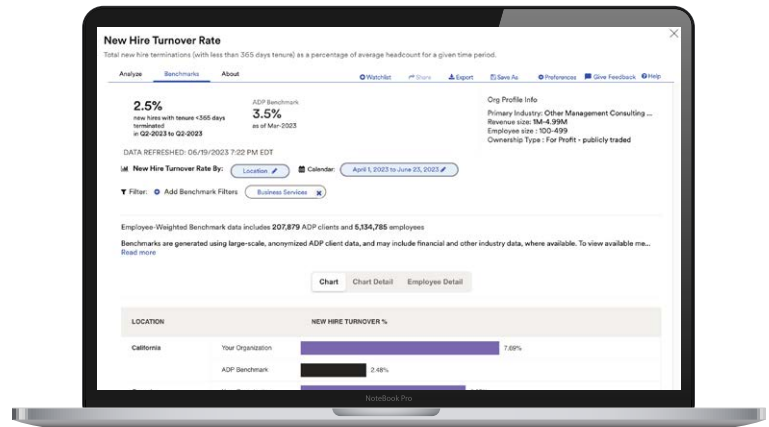 New Hire Turnover Rate
Total new hire terminations (with less than 365 days tenure) as a percentage of average headcount for a given time period.
Analyze Benchmarks About Watchlist Share Export Save As Preferences Give Feedback Help
2.5%
new hires with tenure <365 days
terminated
in Q2-2023 to Q2-2023
ADP Benchmark
3.5%
as of Mar-2023
Org Profile Info
Primary Industry: Other Management Consulting ...
Revenue size: 1M-4.99M
Employee size : 100-499
Ownership Type : For Profit - publicly traded
DATA REFRESHED: 06/19/2023 7:22 PM EDT
New Hire Turnover Rate By: Location Calendar: April 1, 2023 to June 23, 2023
Filter: Add Benchmark Filters Business Services
Employee-Weighted Benchmark data includes 207,879 ADP clients and 5,134,785 employees
Benchmarks are generated using large-scale, anonymized ADP client data, and may include financial and other industry data, where available. To view available me...
Read more
Chart Chart Detail Employee Detail
LOCATION NEW HIRE TURNOVER %
California Your Organization 7.69%
ADP Benchmark 2.48%
NoteBook Pro